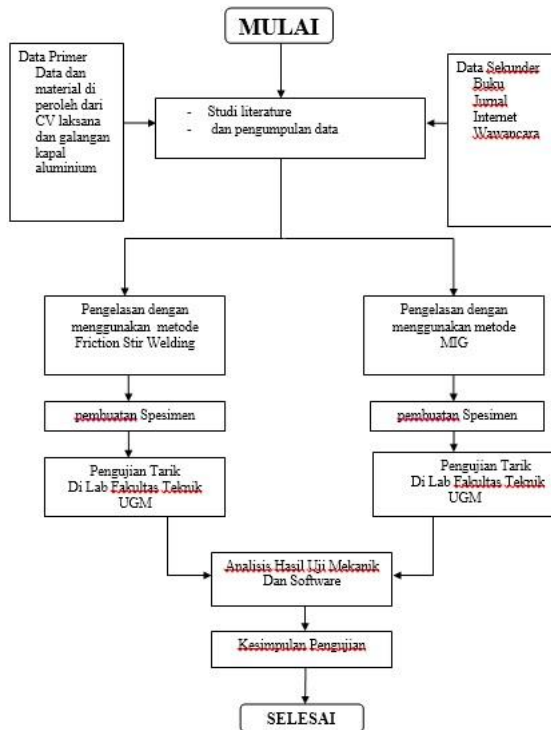 MULAI
Data Primer
Data dan
material di
peroleh dari
CV laksana
dan galangan
kapal
aluminium
- Studi literature
- dan pengumpulan data
Data Sekunder
Buku
Jurnal
Internet
Wawancara
Pengelasan dengan
menggunakan metode
Friction Stir Welding
Pengelasan dengan
menggunakan metode
MIG
pembuatan Spesimen
pembuatan Spesimen
Pengujian Tarik
Di Lab Fakultas Teknik
UGM
Pengujian Tarik
Di Lab Fakultas Teknik
UGM
Analisis Hasil Uji Mekanik
Dan Software
Kesimpulan Pengujian
SELESAI